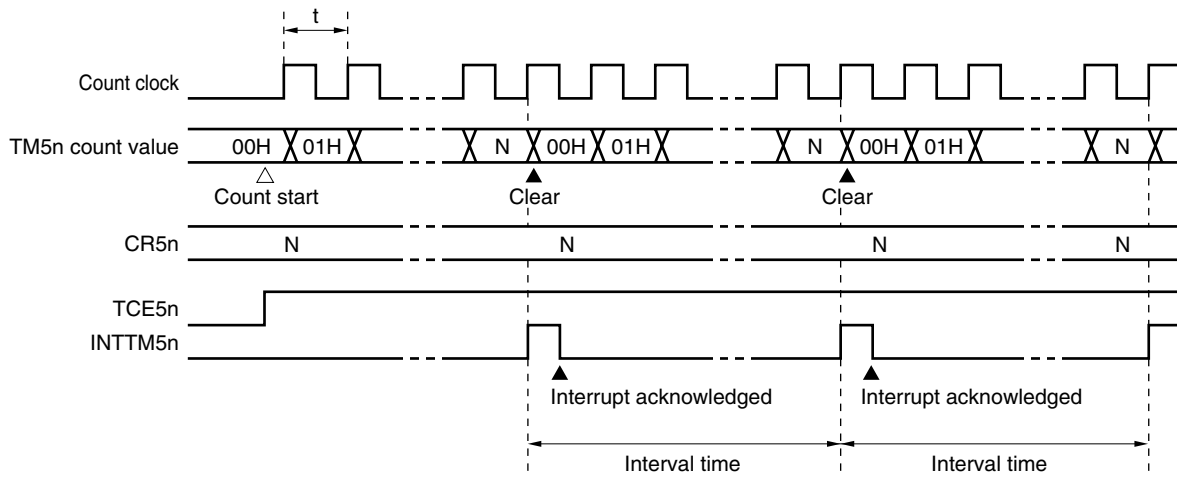 t
Count clock
TM5n count value 00H 01H N 00H 01H N 00H 01H N
Count start Clear Clear
CR5n N N N N
TCE5n
INTTM5n
Interrupt acknowledged Interrupt acknowledged
Interval time Interval time